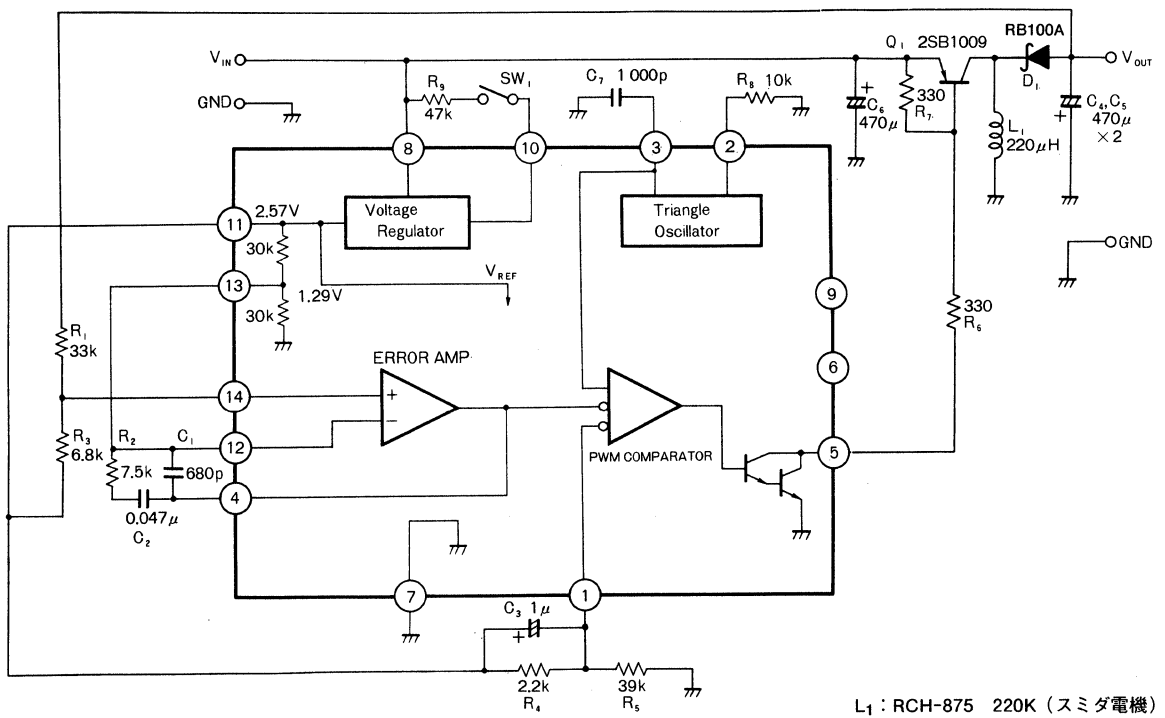 RB100A
Q₁ 2SB1009
V_IN
SW₁
C₇ 1000p
R₈ 10k
V_OUT
R₉
47k
GND
C₆
470μ
330
R₇
D₁
C₄,C₅
470μ
×2
L₁
220μH
8
10
3
2
2.57V
11
Voltage
Regulator
Triangle
Oscillator
30k
GND
V_REF
13
1.29V
9
30k
330
R₆
R₁
33k
ERROR AMP.
6
14
+
−
R₃
6.8k
R₂
C₁
12
PWM COMPARATOR
5
7.5k
680p
4
0.047μ
C₂
7
1
C₃ 1μ
+
2.2k
R₄
39k
R₅
L₁：RCH-875 220K（スミダ電機）